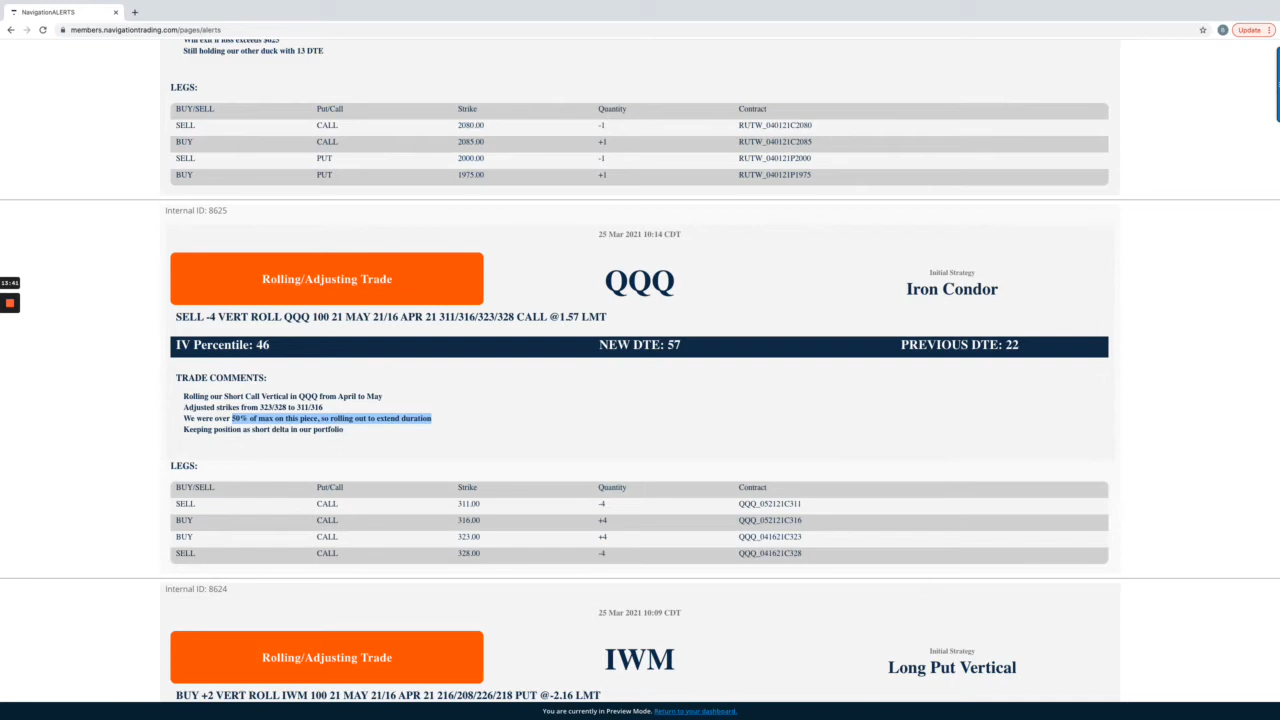 NavigationALERTS
members.navigationtrading.com/pages/alerts
Update
Will exit if loss exceeds $625
Still holding our other duck with 13 DTE
LEGS:
BUY/SELL Put/Call Strike Quantity Contract
SELL CALL 2080.00 -1 RUTW_040121C2080
BUY CALL 2085.00 +1 RUTW_040121C2085
SELL PUT 2000.00 -1 RUTW_040121P2000
BUY PUT 1975.00 +1 RUTW_040121P1975
Internal ID: 8625
25 Mar 2021 10:14 CDT
Rolling/Adjusting Trade
QQQ
Initial Strategy
Iron Condor
SELL -4 VERT ROLL QQQ 100 21 MAY 21/16 APR 21 311/316/323/328 CALL @1.57 LMT
IV Percentile: 46 NEW DTE: 57 PREVIOUS DTE: 22
TRADE COMMENTS:
Rolling our Short Call Vertical in QQQ from April to May
Adjusted strikes from 323/328 to 311/316
We were over 50% of max on this piece, so rolling out to extend duration
Keeping position as short delta in our portfolio
LEGS:
BUY/SELL Put/Call Strike Quantity Contract
SELL CALL 311.00 -4 QQQ_052121C311
BUY CALL 316.00 +4 QQQ_052121C316
BUY CALL 323.00 +4 QQQ_041621C323
SELL CALL 328.00 -4 QQQ_041621C328
13:41
Internal ID: 8624
25 Mar 2021 10:09 CDT
Rolling/Adjusting Trade
IWM
Initial Strategy
Long Put Vertical
BUY +2 VERT ROLL IWM 100 21 MAY 21/16 APR 21 216/208/226/218 PUT @-2.16 LMT
You are currently in Preview Mode. Return to your dashboard.